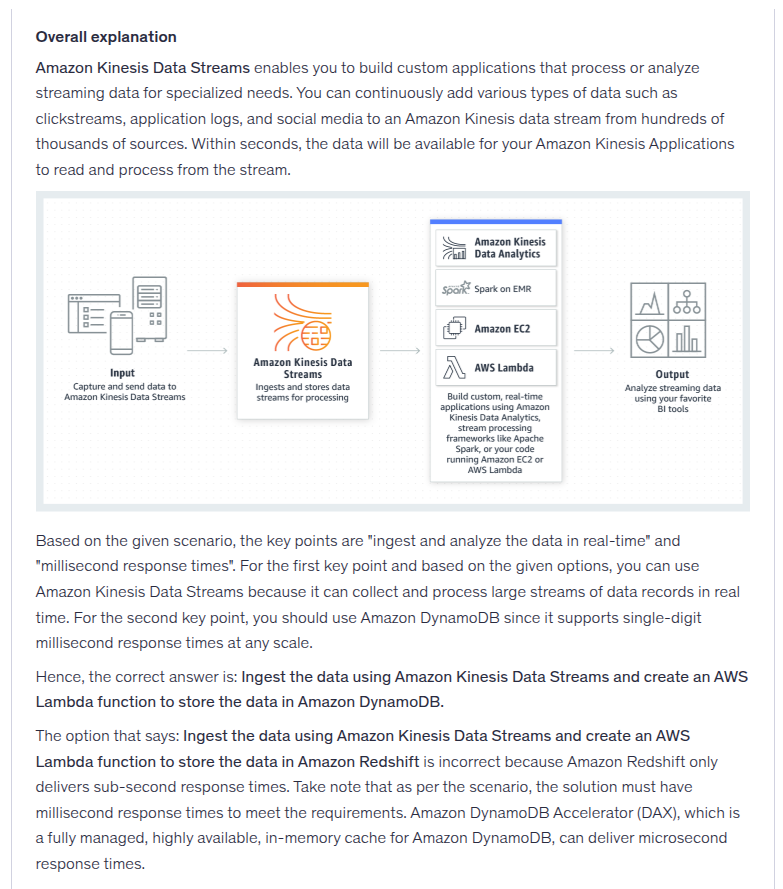 Overall explanation
Amazon Kinesis Data Streams enables you to build custom applications that process or analyze
streaming data for specialized needs. You can continuously add various types of data such as
clickstreams, application logs, and social media to an Amazon Kinesis data stream from hundreds of
thousands of sources. Within seconds, the data will be available for your Amazon Kinesis Applications
to read and process from the stream.
Input
Capture and send data to
Amazon Kinesis Data Streams
Amazon Kinesis Data
Streams
Ingests and stores data
streams for processing
Amazon Kinesis
Data Analytics
Spark
Spark on EMR
Amazon EC2
AWS Lambda
Build custom, real-time
applications using Amazon
Kinesis Data Analytics,
stream processing
frameworks like Apache
Spark, or your code
running Amazon EC2 or
AWS Lambda
Output
Analyze streaming data
using your favorite
BI tools
Based on the given scenario, the key points are "ingest and analyze the data in real-time" and
"millisecond response times". For the first key point and based on the given options, you can use
Amazon Kinesis Data Streams because it can collect and process large streams of data records in real
time. For the second key point, you should use Amazon DynamoDB since it supports single-digit
millisecond response times at any scale.
Hence, the correct answer is: Ingest the data using Amazon Kinesis Data Streams and create an AWS
Lambda function to store the data in Amazon DynamoDB.
The option that says: Ingest the data using Amazon Kinesis Data Streams and create an AWS
Lambda function to store the data in Amazon Redshift is incorrect because Amazon Redshift only
delivers sub-second response times. Take note that as per the scenario, the solution must have
millisecond response times to meet the requirements. Amazon DynamoDB Accelerator (DAX), which is
a fully managed, highly available, in-memory cache for Amazon DynamoDB, can deliver microsecond
response times.